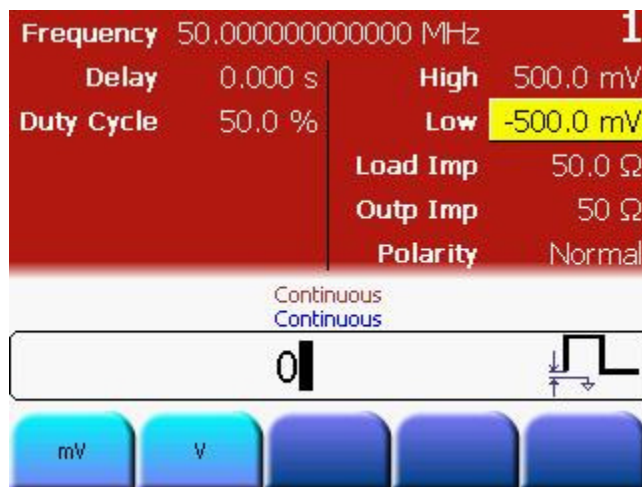 Frequency 50.000000000000 MHz 1
Delay 0.000 s High 500.0 mV
Duty Cycle 50.0 % Low -500.0 mV
Load Imp 50.0 Ω
Outp Imp 50 Ω
Polarity Normal
Continuous
Continuous
0
mV V